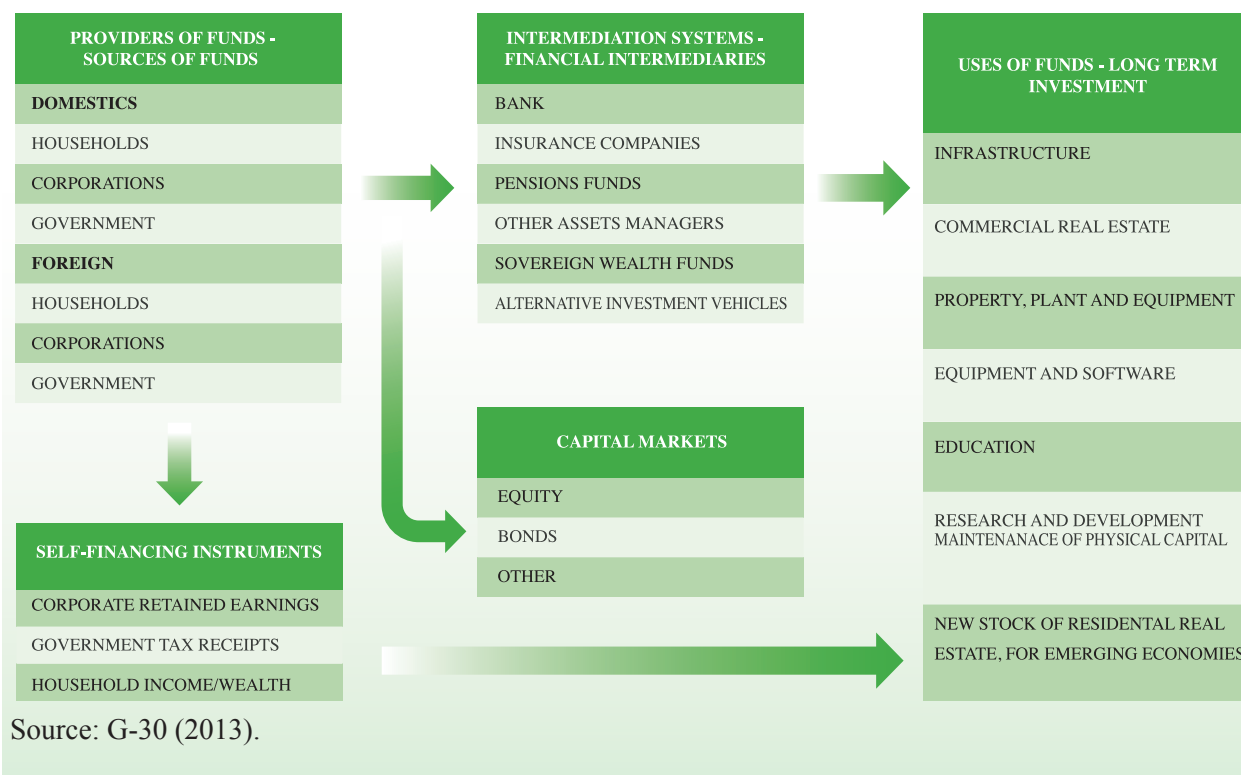 PROVIDERS OF FUNDS -
SOURCES OF FUNDS
DOMESTICS
HOUSEHOLDS
CORPORATIONS
GOVERNMENT
FOREIGN
HOUSEHOLDS
CORPORATIONS
GOVERNMENT
SELF-FINANCING INSTRUMENTS
CORPORATE RETAINED EARNINGS
GOVERNMENT TAX RECEIPTS
HOUSEHOLD INCOME/WEALTH
INTERMEDIATION SYSTEMS -
FINANCIAL INTERMEDIARIES
BANK
INSURANCE COMPANIES
PENSIONS FUNDS
OTHER ASSETS MANAGERS
SOVEREIGN WEALTH FUNDS
ALTERNATIVE INVESTMENT VEHICLES
CAPITAL MARKETS
EQUITY
BONDS
OTHER
USES OF FUNDS - LONG TERM
INVESTMENT
INFRASTRUCTURE
COMMERCIAL REAL ESTATE
PROPERTY, PLANT AND EQUIPMENT
EQUIPMENT AND SOFTWARE
EDUCATION
RESEARCH AND DEVELOPMENT
MAINTENANACE OF PHYSICAL CAPITAL
NEW STOCK OF RESIDENTAL REAL
ESTATE, FOR EMERGING ECONOMIES
Source: G-30 (2013).